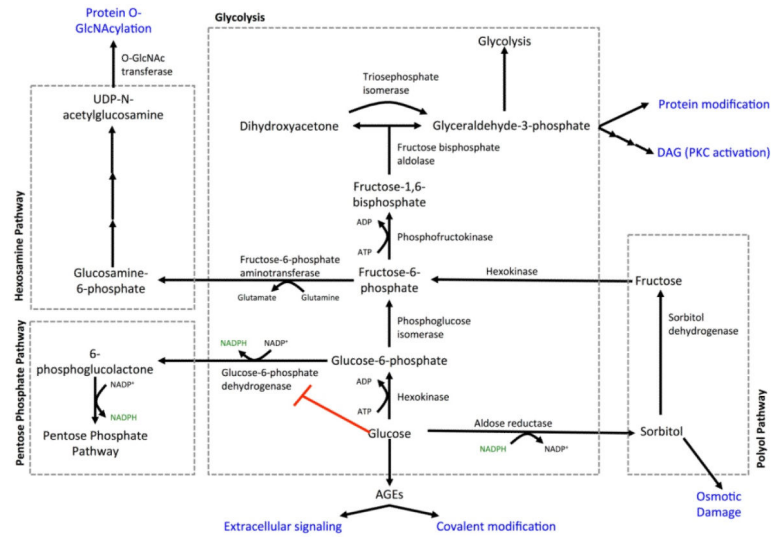 Protein O-
GlcNAcylation
Glycolysis
O-GlcNAc
transferase
Glycolysis
UDP-N-
acetylglucosamine
Triosephosphate
isomerase
Dihydroxyacetone
Glyceraldehyde-3-phosphate
Protein modification
DAG (PKC activation)
Fructose bisphosphate
aldolase
Fructose-1,6-
bisphosphate
Hexosamine Pathway
ADP
ATP
Phosphofructokinase
Glucosamine-
6-phosphate
Fructose-6-phosphate
aminotransferase
Glutamate
Glutamine
Fructose-6-
phosphate
Hexokinase
Fructose
Sorbitol
dehydrogenase
Phosphoglucose
isomerase
Pentose Phosphate Pathway
6-
phosphoglucolactone
NADP⁺
NADPH
Pentose Phosphate
Pathway
NADPH
NADP⁺
Glucose-6-phosphate
dehydrogenase
Glucose-6-phosphate
ADP
ATP
Hexokinase
Glucose
Aldose reductase
NADPH
NADP⁺
Sorbitol
Polyol Pathway
AGEs
Extracellular signaling
Covalent modification
Osmotic
Damage